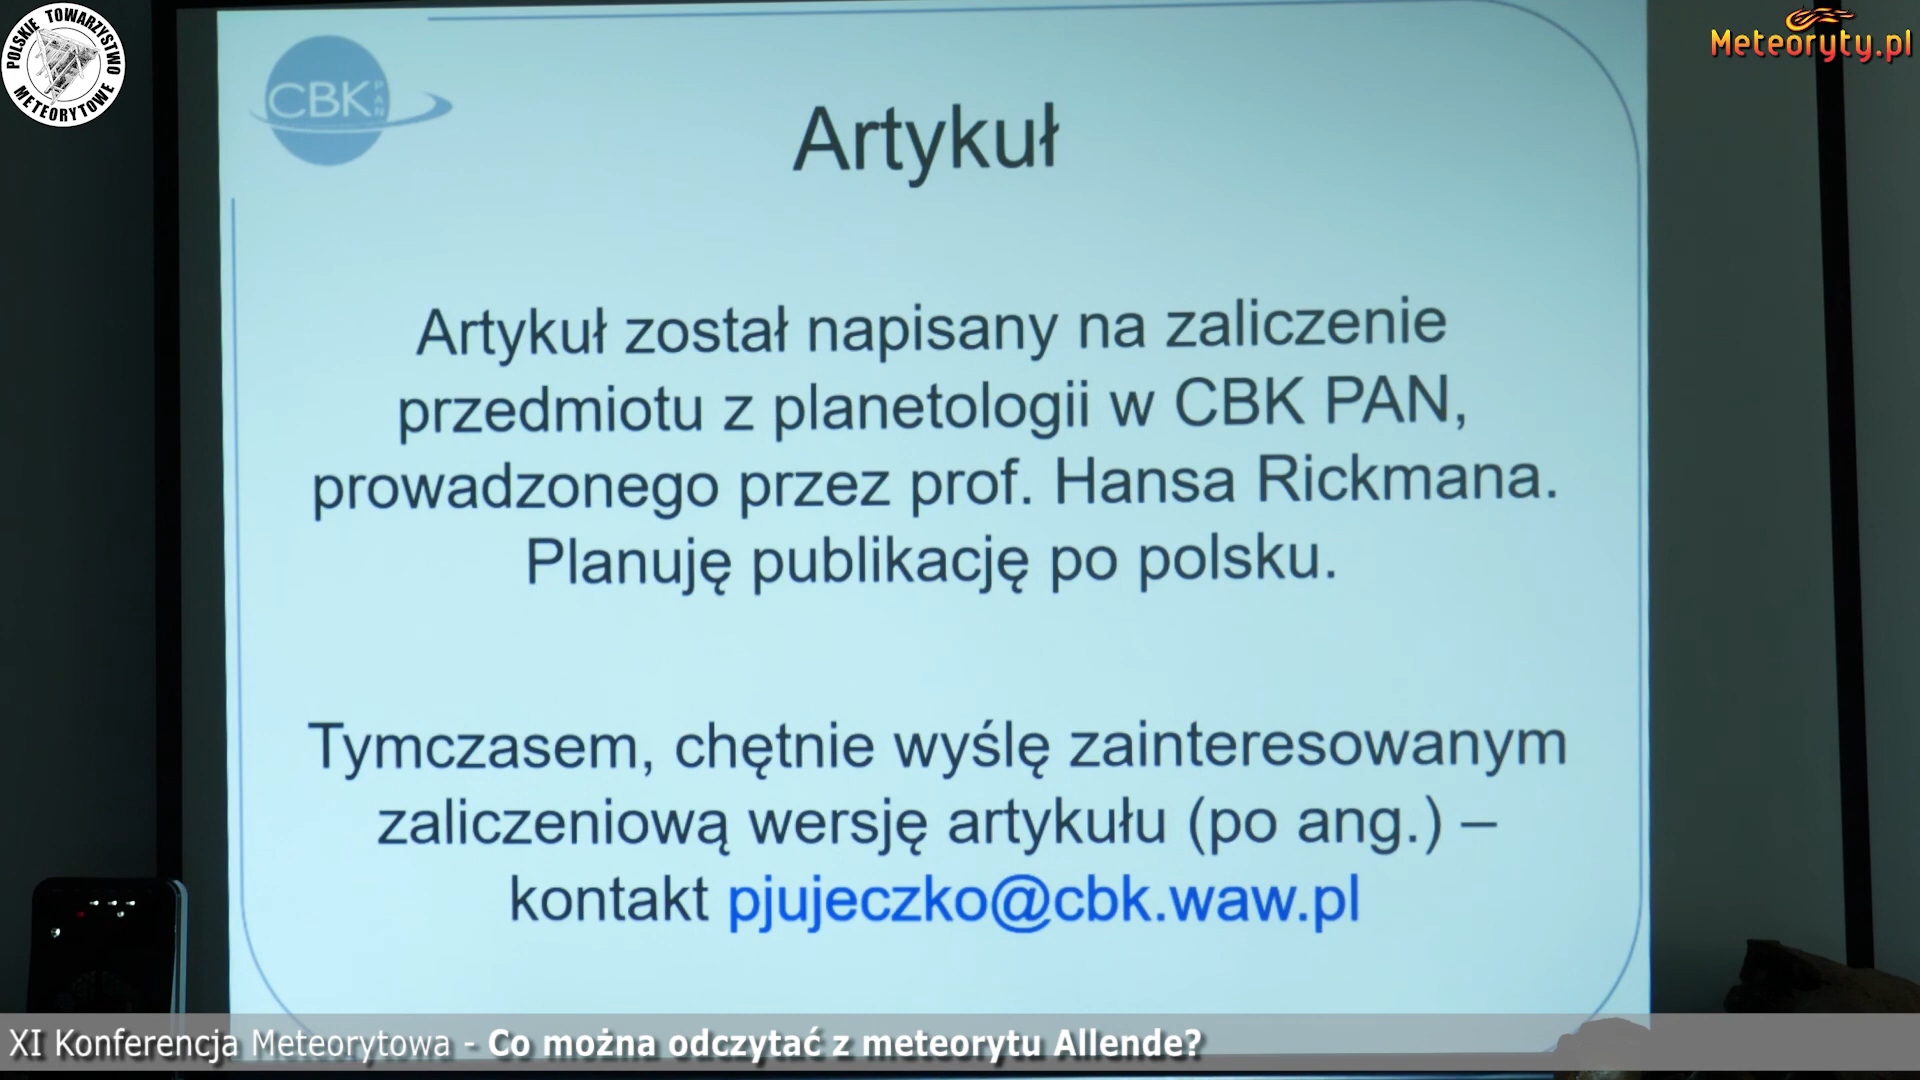 POLSKIE TOWARZYSTWO
METEORYTOWE
Meteoryty.pl
CBK
PAN
Artykuł
Artykuł został napisany na zaliczenie
przedmiotu z planetologii w CBK PAN,
prowadzonego przez prof. Hansa Rickmana.
Planuję publikację po polsku.
Tymczasem, chętnie wyślę zainteresowanym
zaliczeniową wersję artykułu (po ang.) –
kontakt pjujeczko@cbk.waw.pl
XI Konferencja Meteorytowa - Co można odczytać z meteorytu Allende?